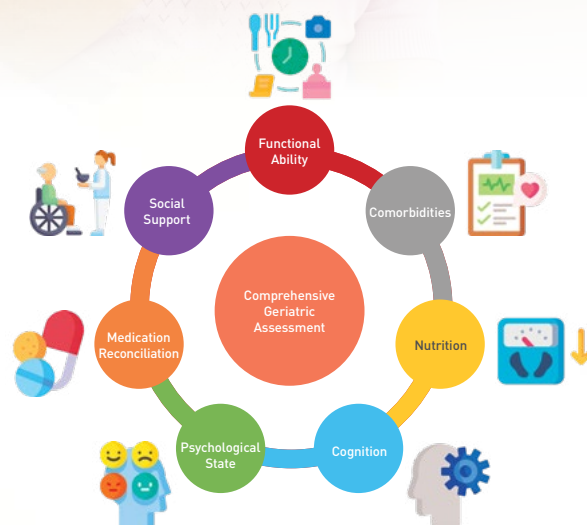 Functional
Ability
Comorbidities
Social
Support
Comprehensive
Geriatric
Assessment
Nutrition
Medication
Reconciliation
Cognition
Psychological
State